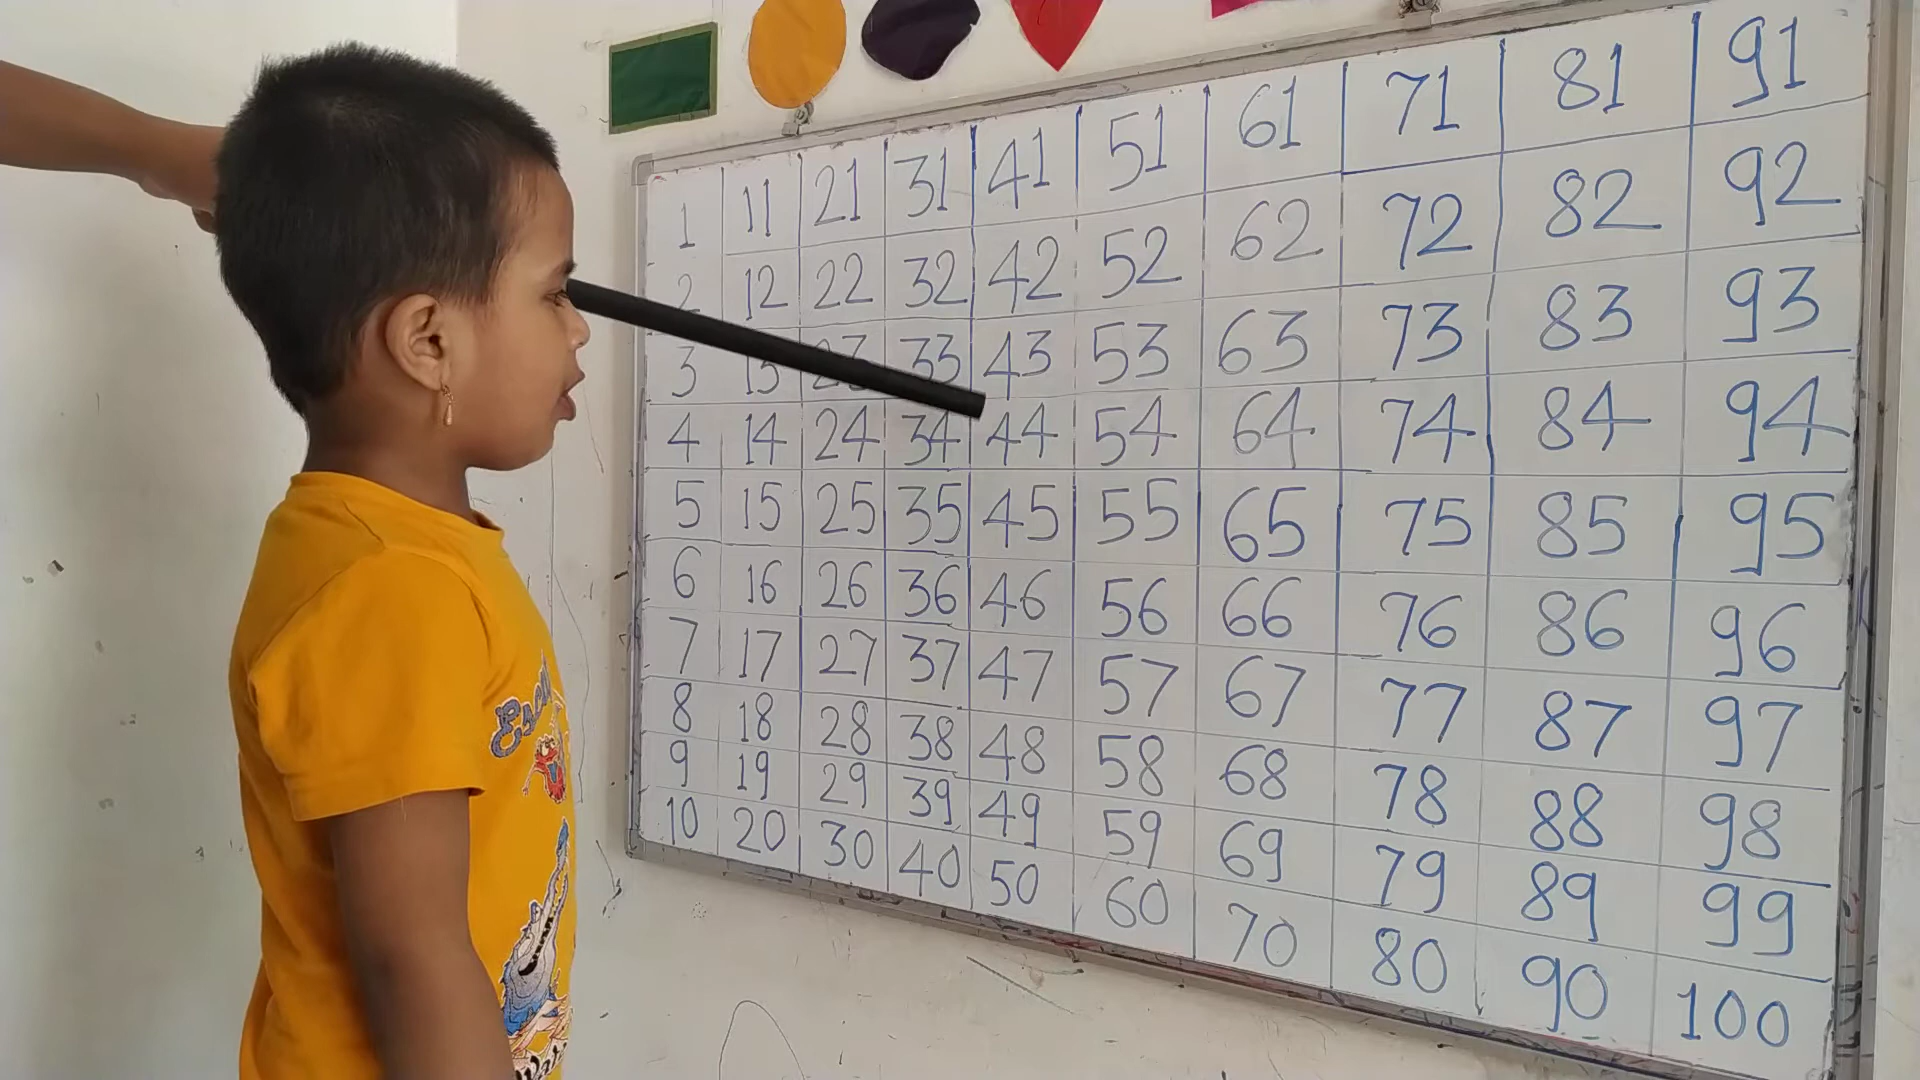 1 11 21 31 41 51 61 71 81 91
2 12 22 32 42 52 62 72 82 92
3 13 23 33 43 53 63 73 83 93
4 14 24 34 44 54 64 74 84 94
5 15 25 35 45 55 65 75 85 95
6 16 26 36 46 56 66 76 86 96
7 17 27 37 47 57 67 77 87 97
8 18 28 38 48 58 68 78 88 98
9 19 29 39 49 59 69 79 89 99
10 20 30 40 50 60 70 80 90 100